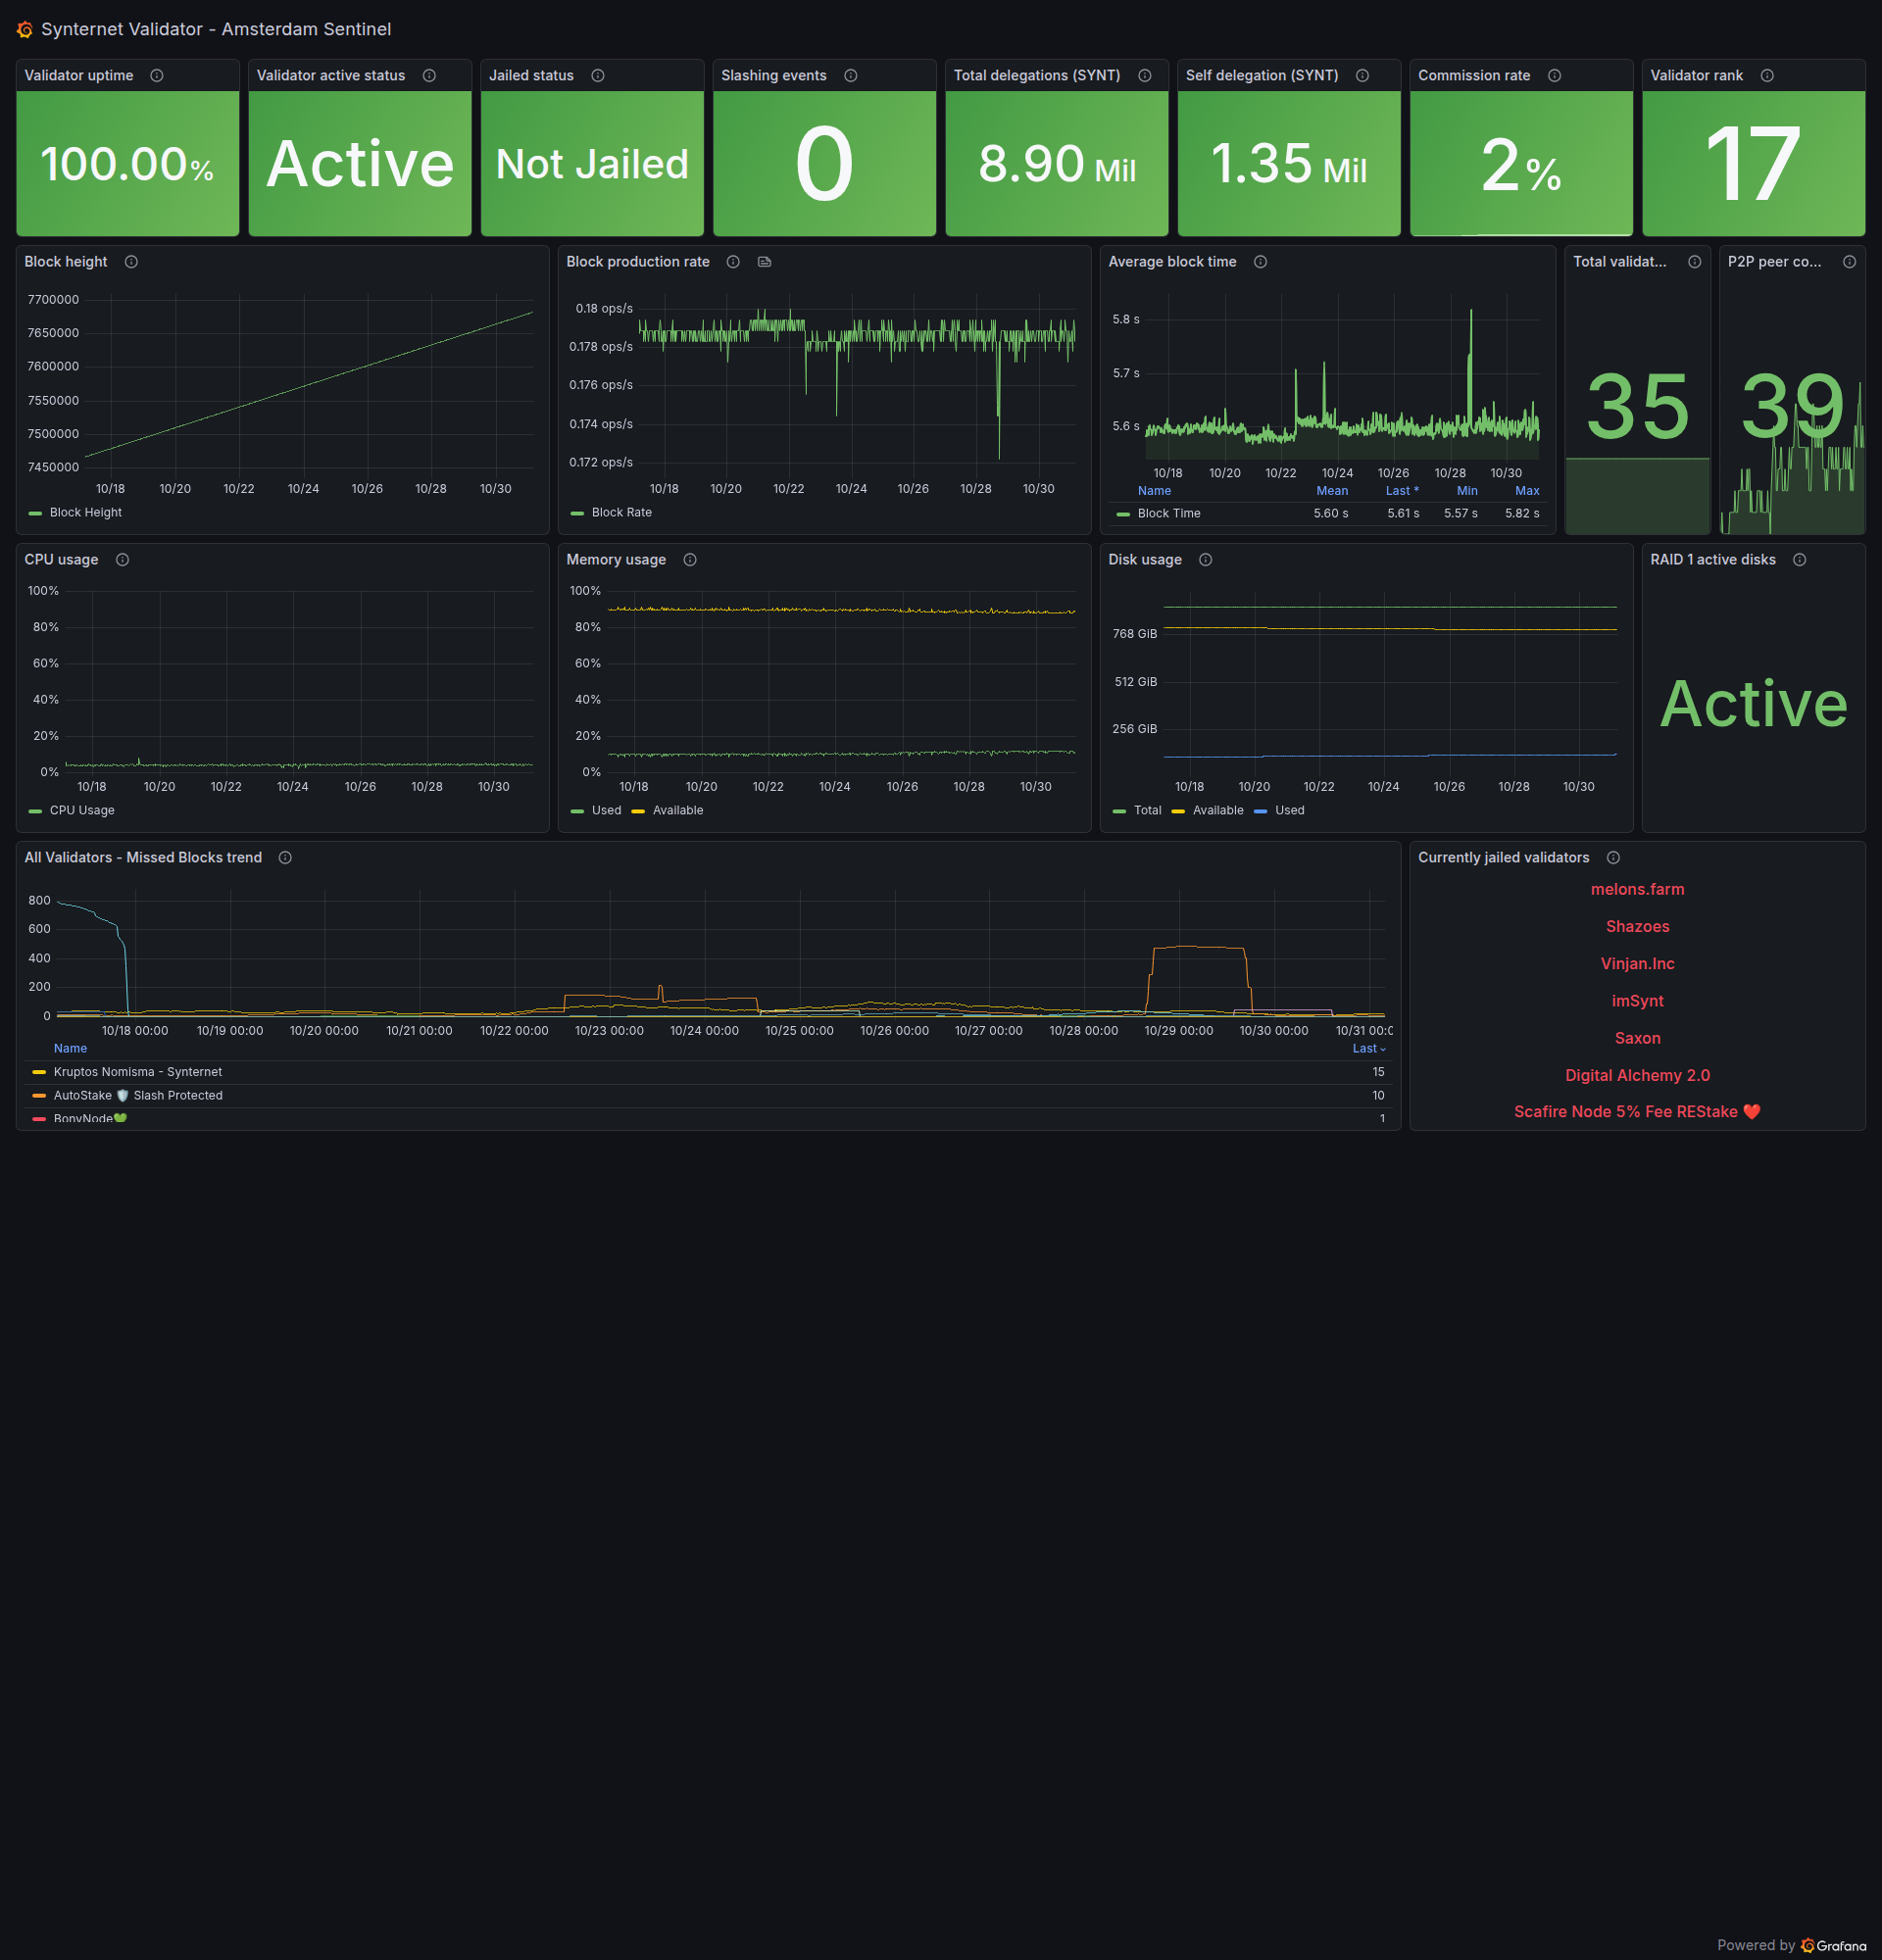 Synternet Validator - Amsterdam Sentinel
Validator uptime
100.00%
Validator active status
Active
Jailed status
Not Jailed
Slashing events
0
Total delegations (SYNT)
8.90 Mil
Self delegation (SYNT)
1.35 Mil
Commission rate
2%
Validator rank
17
Block height
7700000
7650000
7600000
7550000
7500000
7450000
10/18 10/20 10/22 10/24 10/26 10/28 10/30
Block Height
Block production rate
0.18 ops/s
0.178 ops/s
0.176 ops/s
0.174 ops/s
0.172 ops/s
10/18 10/20 10/22 10/24 10/26 10/28 10/30
Block Rate
Average block time
5.8 s
5.7 s
5.6 s
10/18 10/20 10/22 10/24 10/26 10/28 10/30
Name Mean Last * Min Max
Block TIme 5.60 s 5.61 s 5.57 s 5.82 s
Total validat...
35
P2P peer co...
39
CPU usage
100%
80%
60%
40%
20%
0%
10/18 10/20 10/22 10/24 10/26 10/28 10/30
CPU Usage
Memory usage
100%
80%
60%
40%
20%
0%
10/18 10/20 10/22 10/24 10/26 10/28 10/30
Used Available
Disk usage
768 GiB
512 GiB
256 GiB
10/18 10/20 10/22 10/24 10/26 10/28 10/30
Total Available Used
RAID 1 active disks
Active
All Validators - Missed Blocks trend
800
600
400
200
0
10/18 00:00 10/19 00:00 10/20 00:00 10/21 00:00 10/22 00:00 10/23 00:00 10/24 00:00 10/25 00:00 10/26 00:00 10/27 00:00 10/28 00:00 10/29 00:00 10/30 00:00 10/31 00:0
Name Last
Kruptos Nomisma - Synternet 15
AutoStake 🛡️ Slash Protected 10
BonyNode💚 1
Currently jailed validators
melons.farm
Shazoes
Vinjan.Inc
imSynt
Saxon
Digital Alchemy 2.0
Scafire Node 5% Fee REStake ❤️
Powered by Grafana